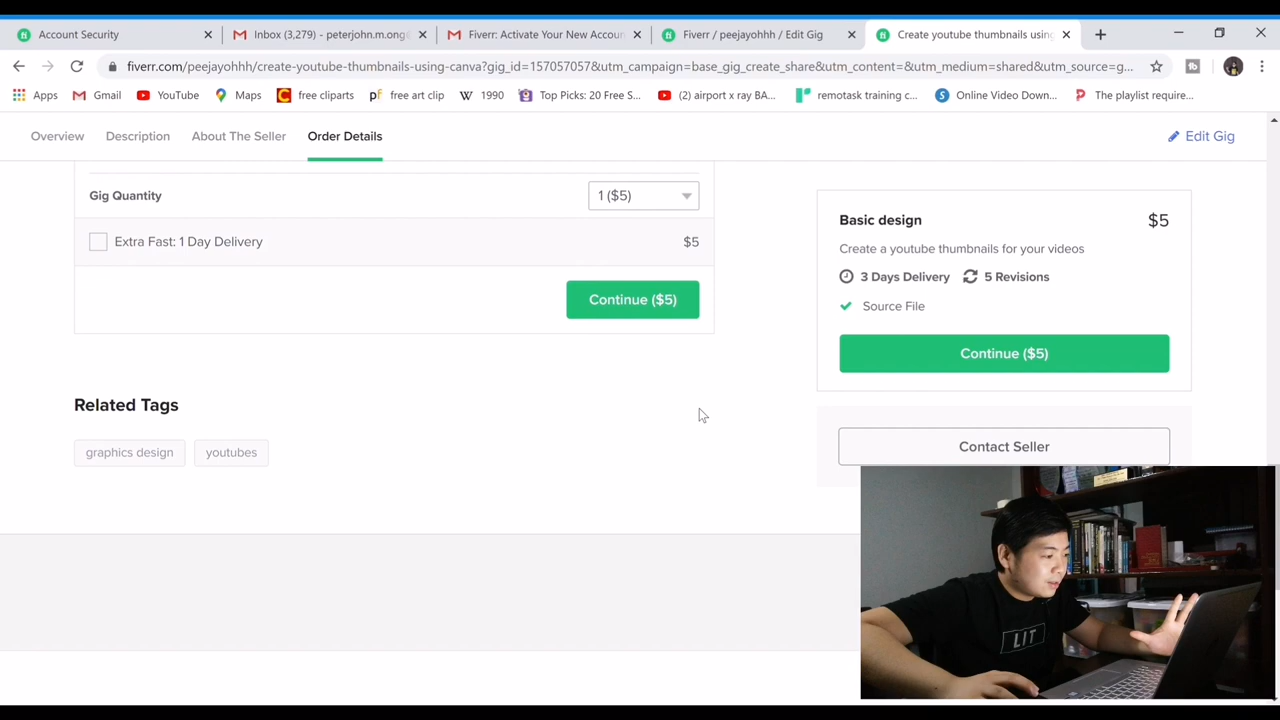 Account Security
Inbox (3,279) - peterjohn.m.ong
Fiverr: Activate Your New Accoun
Fiverr / peejayohhh / Edit Gig
Create youtube thumbnails using
fiverr.com/peejayohhh/create-youtube-thumbnails-using-canva?gig_id=157057057&utm_campaign=base_gig_create_share&utm_content=&utm_medium=shared&utm_source=g...
Apps
Gmail
YouTube
Maps
free cliparts
free art clip
1990
Top Picks: 20 Free S...
(2) airport x ray BA...
remotask training c...
Online Video Down...
The playlist require...
Overview
Description
About The Seller
Order Details
Edit Gig
Gig Quantity
1 ($5)
Extra Fast: 1 Day Delivery
$5
Continue ($5)
Basic design
$5
Create a youtube thumbnails for your videos
3 Days Delivery
5 Revisions
Source File
Continue ($5)
Related Tags
graphics design
youtubes
Contact Seller
LIT